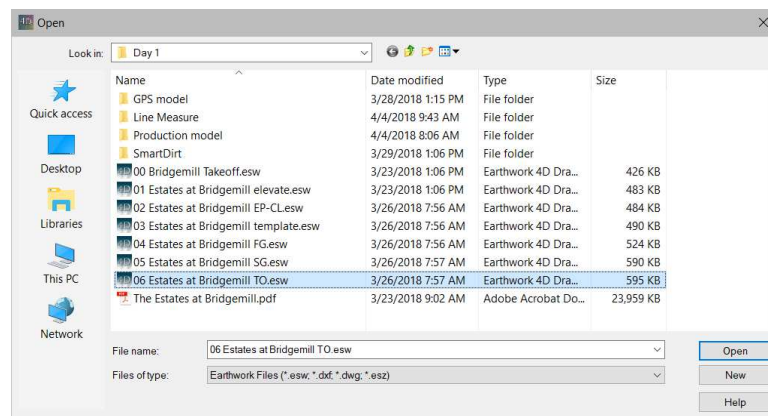 4D Open
Look in: Day 1
Name Date modified Type Size
GPS model 3/28/2018 1:15 PM File folder
Line Measure 4/4/2018 9:43 AM File folder
Production model 4/4/2018 8:06 AM File folder
SmartDirt 3/29/2018 1:06 PM File folder
00 Bridgemill Takeoff.esw 3/23/2018 1:06 PM Earthwork 4D Dra... 426 KB
01 Estates at Bridgemill elevate.esw 3/23/2018 1:06 PM Earthwork 4D Dra... 483 KB
02 Estates at Bridgemill EP-CL.esw 3/26/2018 7:56 AM Earthwork 4D Dra... 484 KB
03 Estates at Bridgemill template.esw 3/26/2018 7:56 AM Earthwork 4D Dra... 490 KB
04 Estates at Bridgemill FG.esw 3/26/2018 7:56 AM Earthwork 4D Dra... 524 KB
05 Estates at Bridgemill SG.esw 3/26/2018 7:57 AM Earthwork 4D Dra... 590 KB
06 Estates at Bridgemill TO.esw 3/26/2018 7:57 AM Earthwork 4D Dra... 595 KB
The Estates at Bridgemill.pdf 3/23/2018 9:02 AM Adobe Acrobat Do... 23,959 KB
Quick access
Desktop
Libraries
This PC
Network
File name: 06 Estates at Bridgemill TO.esw Open
Files of type: Earthwork Files (*.esw; *.dxf; *.dwg; *.esz) New
Help